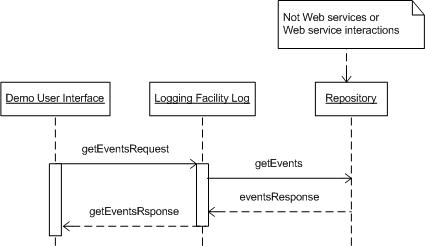 Not Web services or
Web service interactions
Demo User Interface
Logging Facility Log
Repository
getEventsRequest
getEvents
eventsResponse
getEventsRsponse